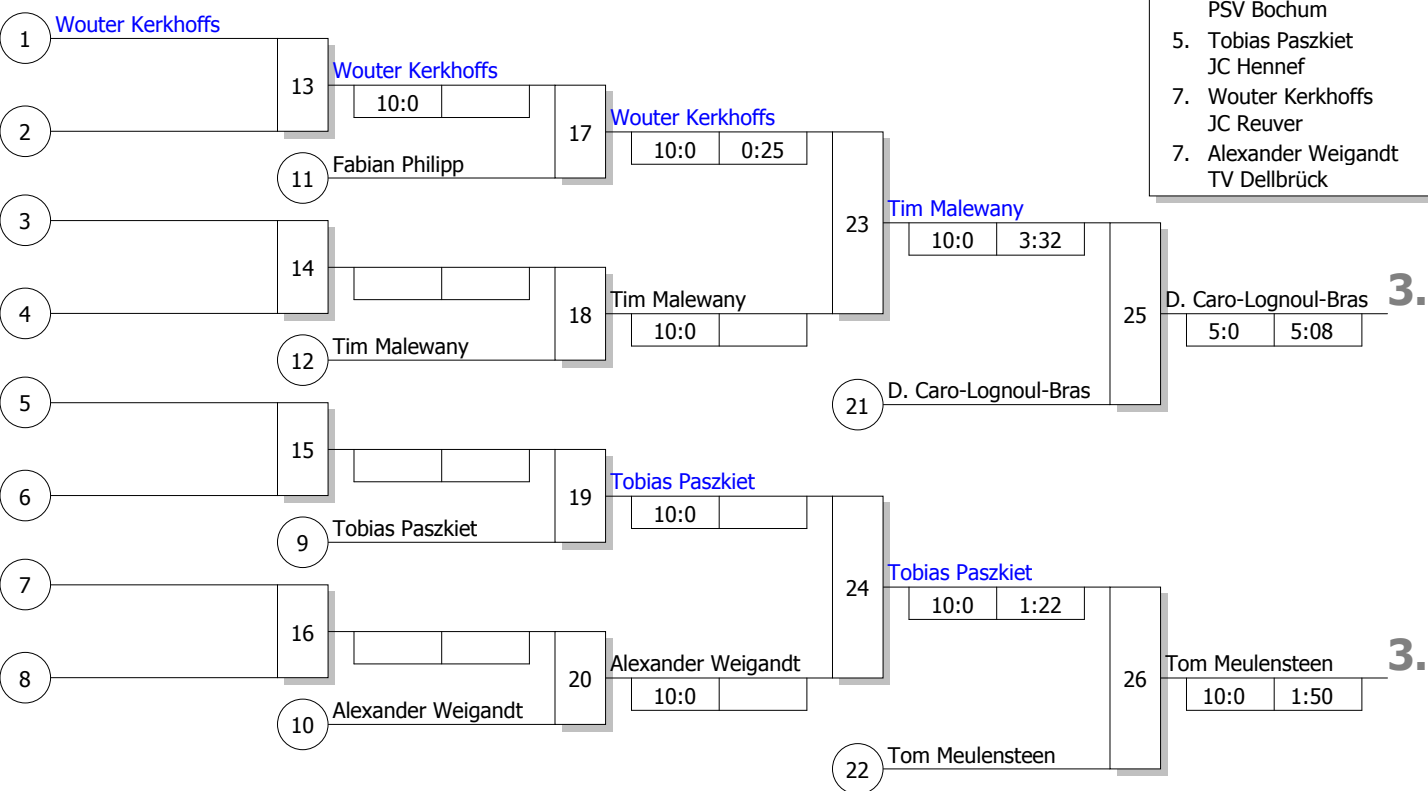 PSV Bochum
5. Tobias Paszkiet
JC Hennef
7. Wouter Kerkhoffs
JC Reuver
7. Alexander Weigandt
TV Dellbrück
1 Wouter Kerkhoffs
2
13
Wouter Kerkhoffs
10:0
11 Fabian Philipp
17
Wouter Kerkhoffs
10:0 0:25
3
4
14
12 Tim Malewany
18
Tim Malewany
10:0
23
Tim Malewany
10:0 3:32
21 D. Caro-Lognoul-Bras
25
D. Caro-Lognoul-Bras 3.
5:0 5:08
5
6
15
9 Tobias Paszkiet
19
Tobias Paszkiet
10:0
7
8
16
10 Alexander Weigandt
20
Alexander Weigandt
10:0
24
Tobias Paszkiet
10:0 1:22
22 Tom Meulensteen
26
Tom Meulensteen 3.
10:0 1:50